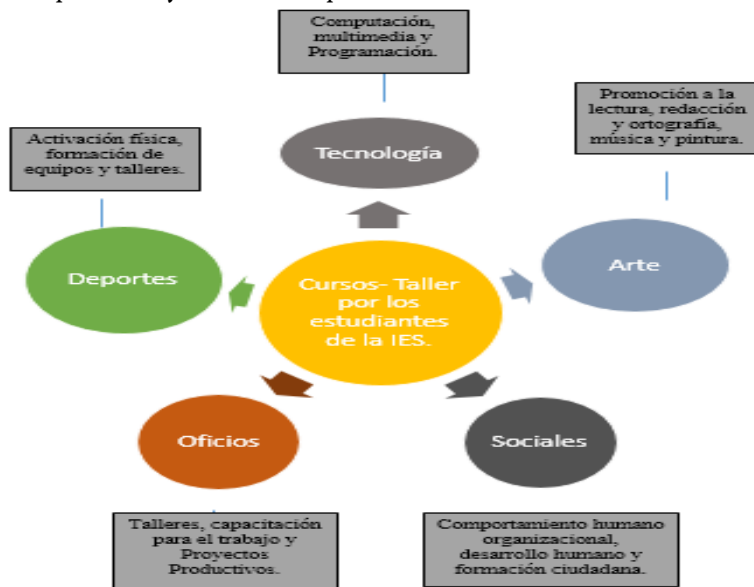 Computación,
multimedia y
Programación.
Promoción a la
lectura, redacción
y ortografía,
música y pintura.
Activación física,
formación de
equipos y talleres.
Tecnología
Deportes
Arte
Cursos- Taller
por los
estudiantes
de la IES.
Oficios
Sociales
Talleres, capacitación
para el trabajo y
Proyectos
Productivos.
Comportamiento humano
organizacional,
desarrollo humano y
formación ciudadana.